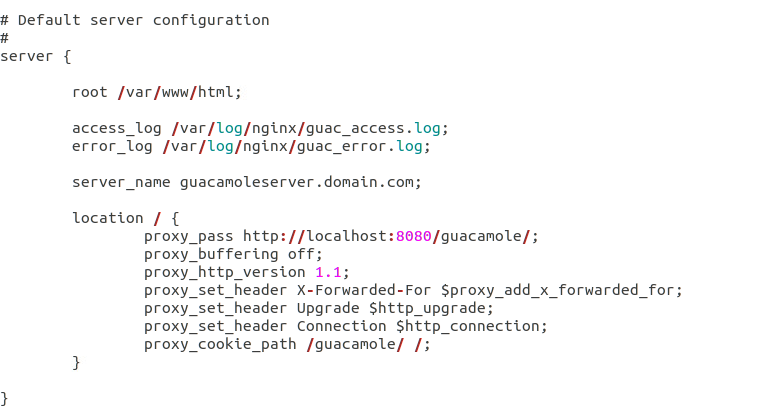 # Default server configuration
#
server {
root /var/www/html;
access_log /var/log/nginx/guac_access.log;
error_log /var/log/nginx/guac_error.log;
server_name guacamoleserver.domain.com;
location / {
proxy_pass http://localhost:8080/guacamole/;
proxy_buffering off;
proxy_http_version 1.1;
proxy_set_header X-Forwarded-For $proxy_add_x_forwarded_for;
proxy_set_header Upgrade $http_upgrade;
proxy_set_header Connection $http_connection;
proxy_cookie_path /guacamole/ /;
}
}